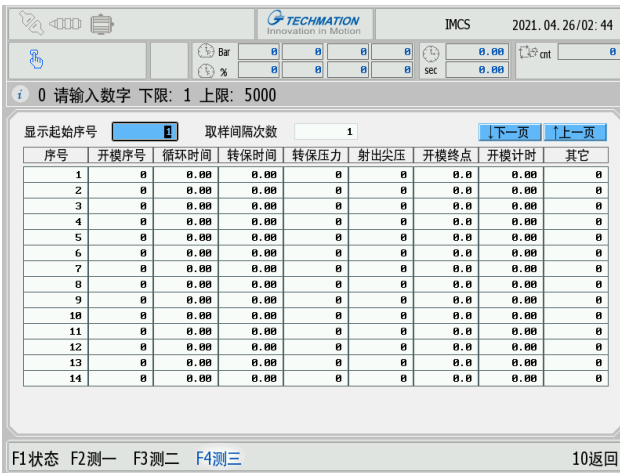 TECHMATION
Innovation in Motion
IMCS 2021.04.26/02:44
Bar 0 0 0 0 0.00 cnt 0
% 0 0 0 0 sec 0.00
i 0 请输入数字 下限: 1 上限: 5000
显示起始序号 1 取样间隔次数 1 ↓下一页 ↑上一页
序号 开模序号 循环时间 转保时间 转保压力 射出尖压 开模终点 开模计时 其它
1 0 0.00 0.00 0 0 0.0 0.00 0
2 0 0.00 0.00 0 0 0.0 0.00 0
3 0 0.00 0.00 0 0 0.0 0.00 0
4 0 0.00 0.00 0 0 0.0 0.00 0
5 0 0.00 0.00 0 0 0.0 0.00 0
6 0 0.00 0.00 0 0 0.0 0.00 0
7 0 0.00 0.00 0 0 0.0 0.00 0
8 0 0.00 0.00 0 0 0.0 0.00 0
9 0 0.00 0.00 0 0 0.0 0.00 0
10 0 0.00 0.00 0 0 0.0 0.00 0
11 0 0.00 0.00 0 0 0.0 0.00 0
12 0 0.00 0.00 0 0 0.0 0.00 0
13 0 0.00 0.00 0 0 0.0 0.00 0
14 0 0.00 0.00 0 0 0.0 0.00 0
F1状态 F2测一 F3测二 F4测三 10返回